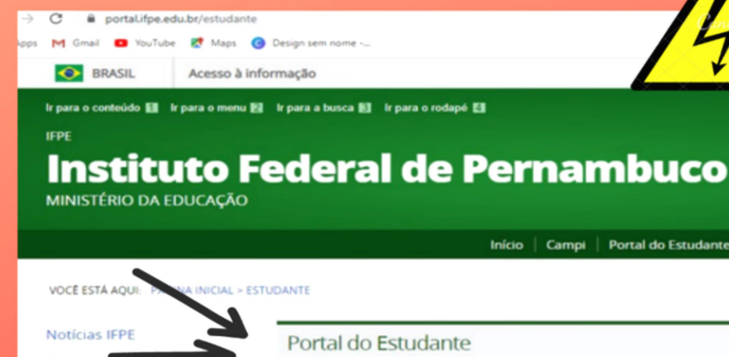 portal.ifpe.edu.br/estudante
Apps Gmail YouTube Maps Design sem nome -...
BRASIL Acesso à informação
Ir para o conteúdo 1 Ir para o menu 2 Ir para a busca 3 Ir para o rodapé 4
IFPE
Instituto Federal de Pernambuco
MINISTÉRIO DA EDUCAÇÃO
Início Campi Portal do Estudante
VOCÊ ESTÁ AQUI: PÁGINA INICIAL > ESTUDANTE
Notícias IFPE
Portal do Estudante